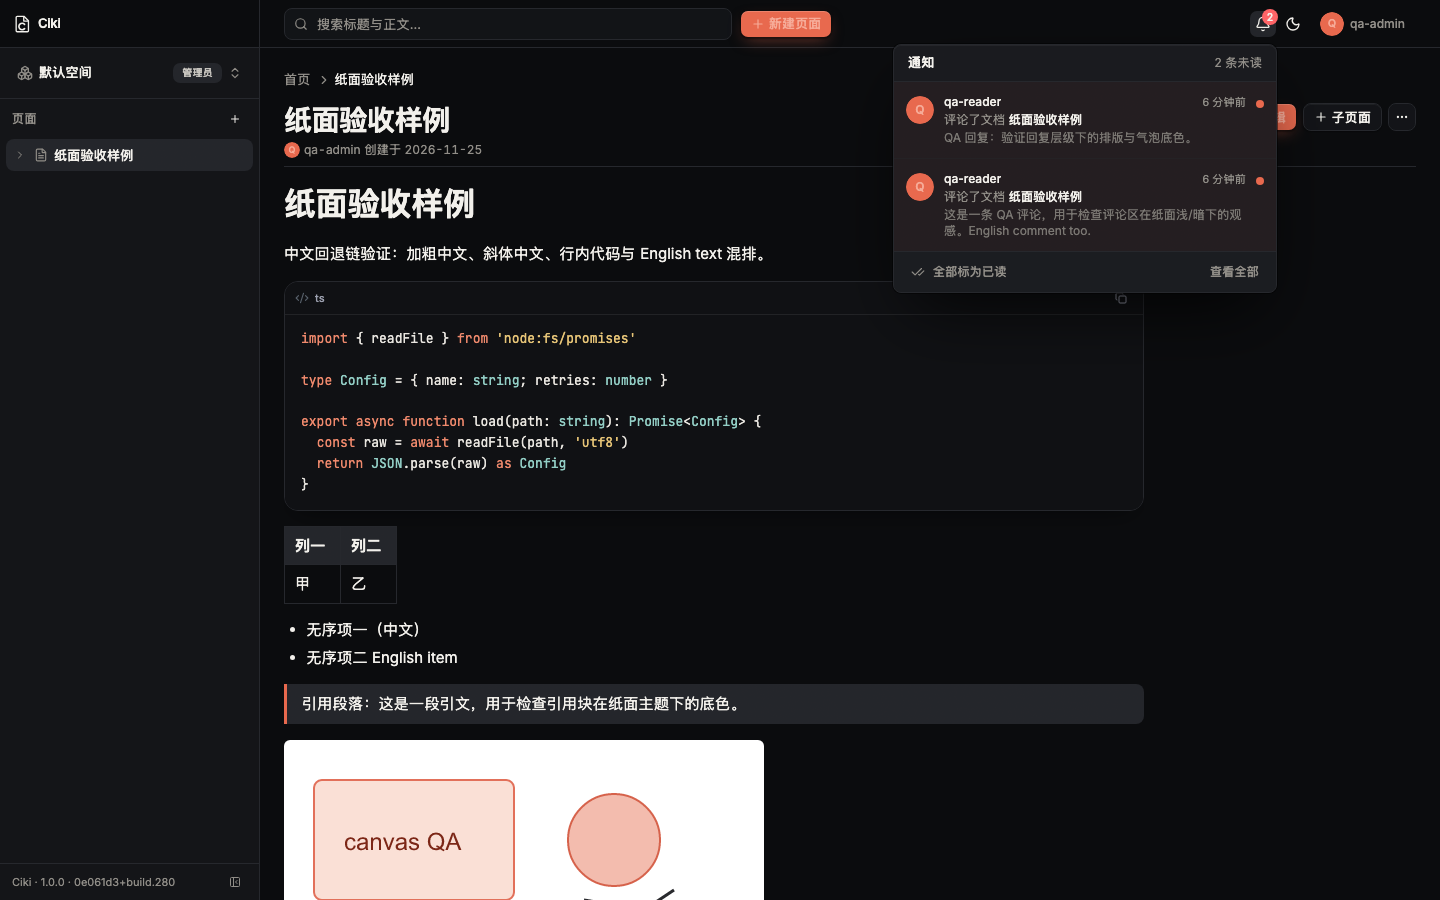 Ciki
搜索标题与正文...
新建页面
2
Q
qa-admin
默认空间
管理员
页面
纸面验收样例
首页
纸面验收样例
纸面验收样例
Q
qa-admin 创建于 2026-11-25
子页面
通知
2 条未读
Q
qa-reader
6 分钟前
评论了文档 纸面验收样例
QA 回复：验证回复层级下的排版与气泡底色。
Q
qa-reader
6 分钟前
评论了文档 纸面验收样例
这是一条 QA 评论，用于检查评论区在纸面浅/暗下的观
感。English comment too.
全部标为已读
查看全部
纸面验收样例
中文回退链验证：加粗中文、斜体中文、行内代码与 English text 混排。
ts
import { readFile } from 'node:fs/promises'
type Config = { name: string; retries: number }
export async function load(path: string): Promise<Config> {
const raw = await readFile(path, 'utf8')
return JSON.parse(raw) as Config
}
列一 列二
甲 乙
无序项一（中文）
无序项二 English item
引用段落：这是一段引文，用于检查引用块在纸面主题下的底色。
canvas QA
Ciki · 1.0.0 · 0e061d3+build.280